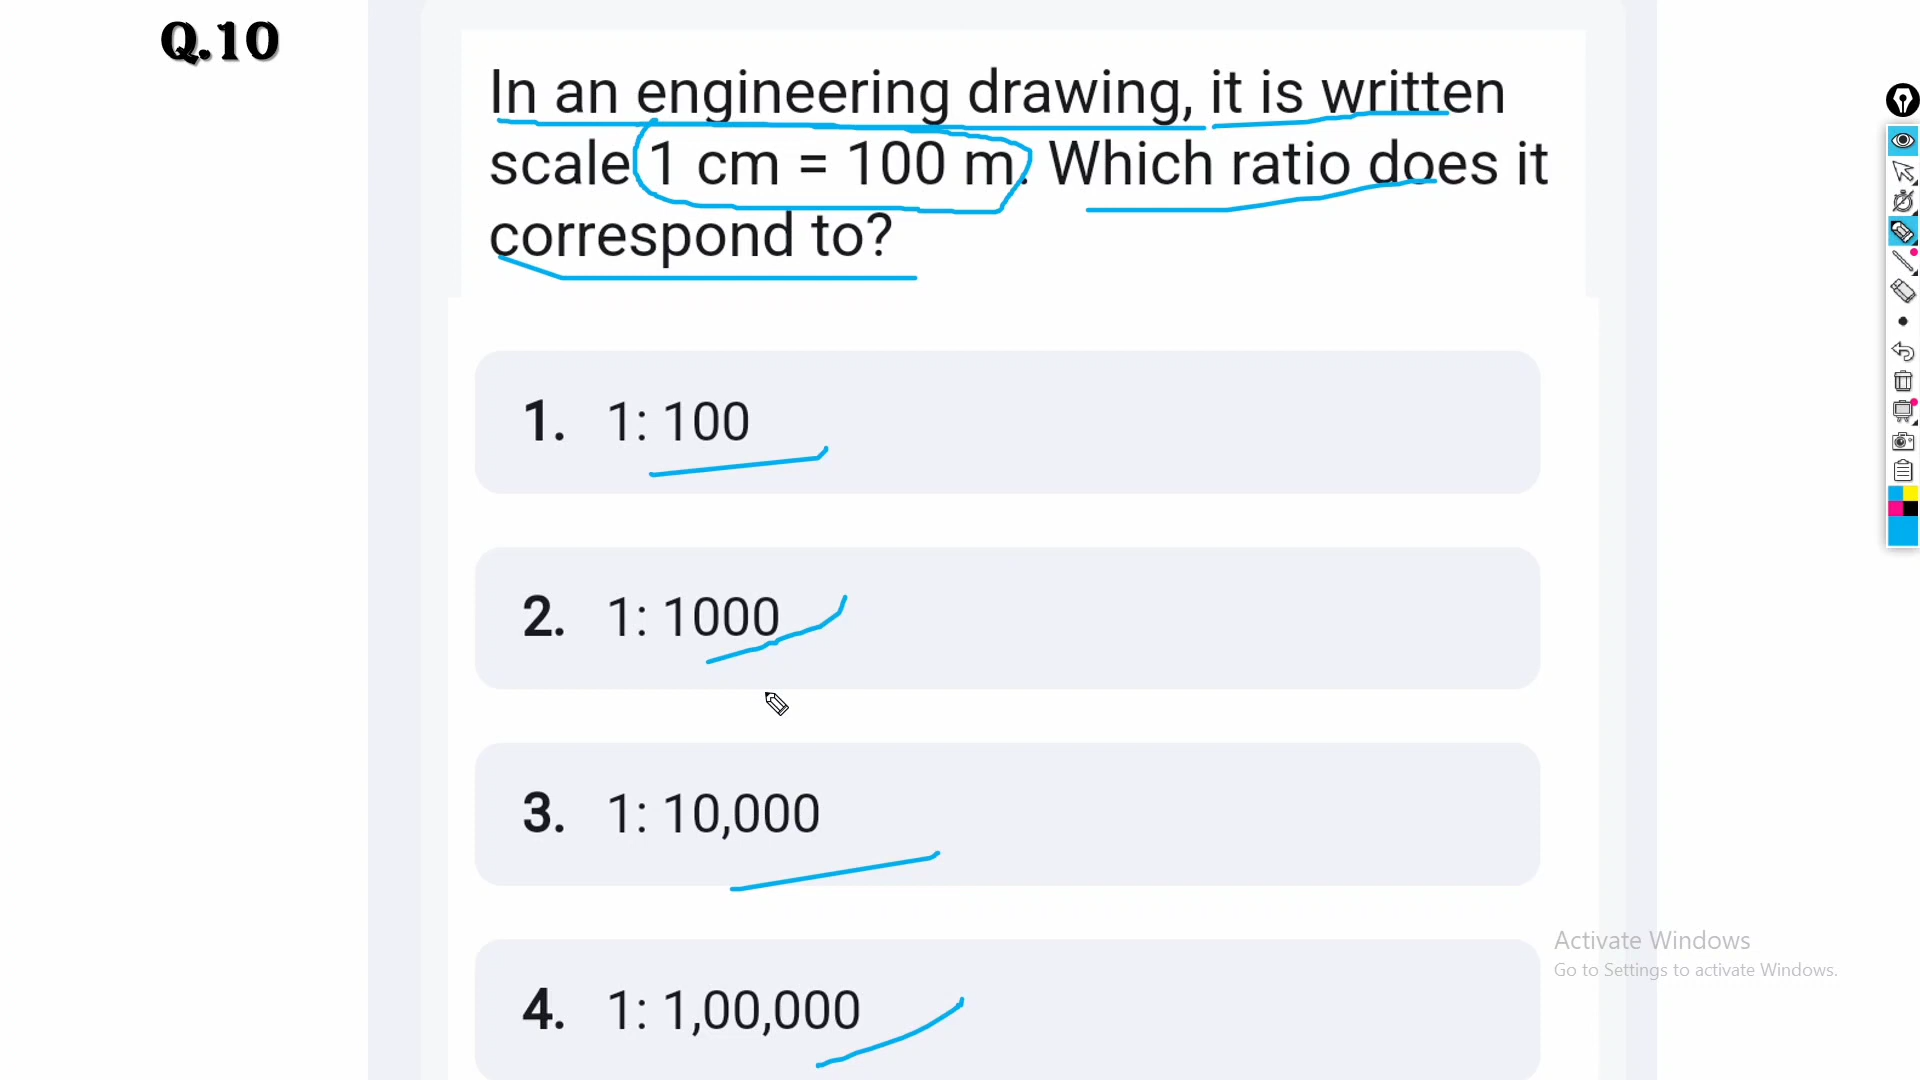 Q.10
In an engineering drawing, it is written
scale 1 cm = 100 m. Which ratio does it
correspond to?
1. 1: 100
2. 1: 1000
3. 1: 10,000
4. 1: 1,00,000
Activate Windows
Go to Settings to activate Windows.